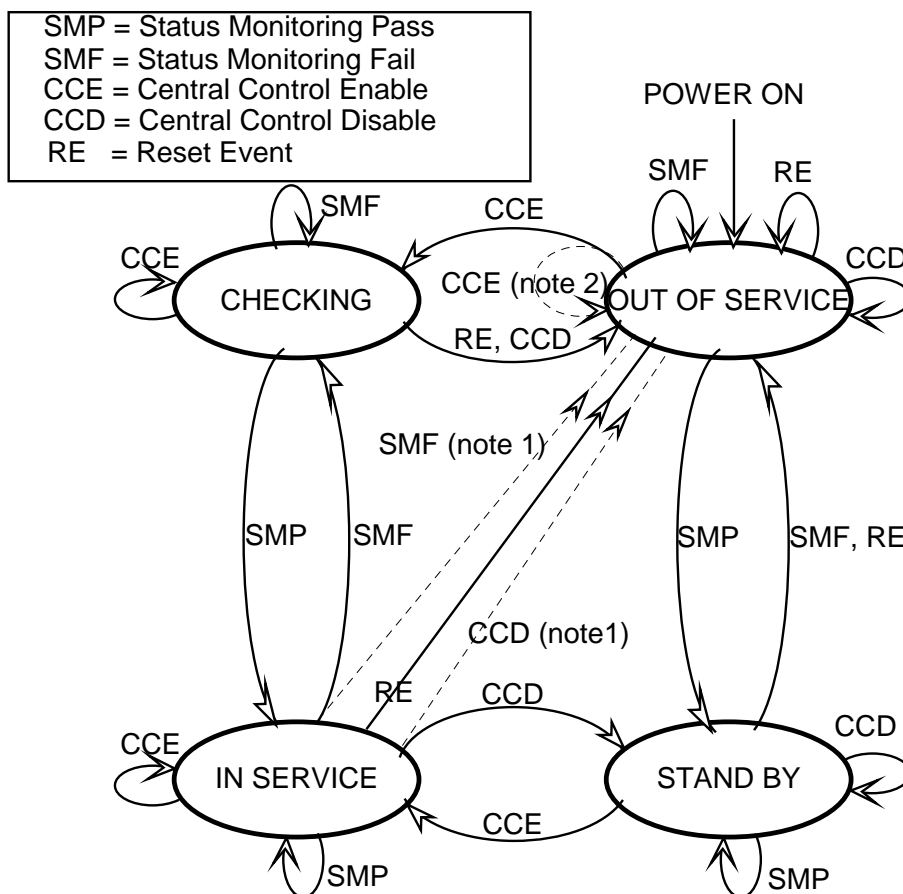 SMP = Status Monitoring Pass
SMF = Status Monitoring Fail
CCE = Central Control Enable
CCD = Central Control Disable
RE = Reset Event
POWER ON
SMF
RE
SMF
CCE
CCE
CCD
CHECKING
CCE (note 2)
OUT OF SERVICE
RE, CCD
SMF (note 1)
SMP
SMF
SMP
SMF, RE
CCD (note1)
RE
CCD
CCE
CCD
IN SERVICE
STAND BY
CCE
SMP
SMP